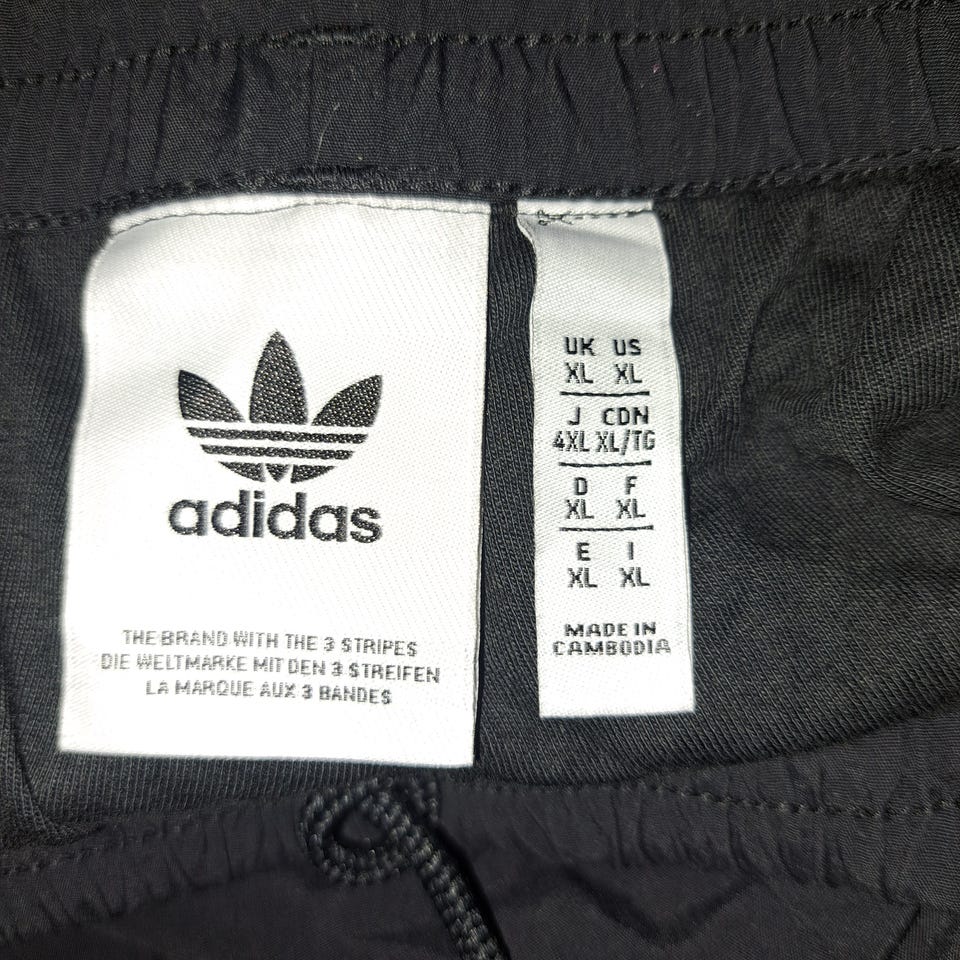 adidas
THE BRAND WITH THE 3 STRIPES
DIE WELTMARKE MIT DEN 3 STREIFEN
LA MARQUE AUX 3 BANDES
UK US
XL XL
J CDN
4XL XL/TG
D F
XL XL
E I
XL XL
MADE IN
CAMBODIA